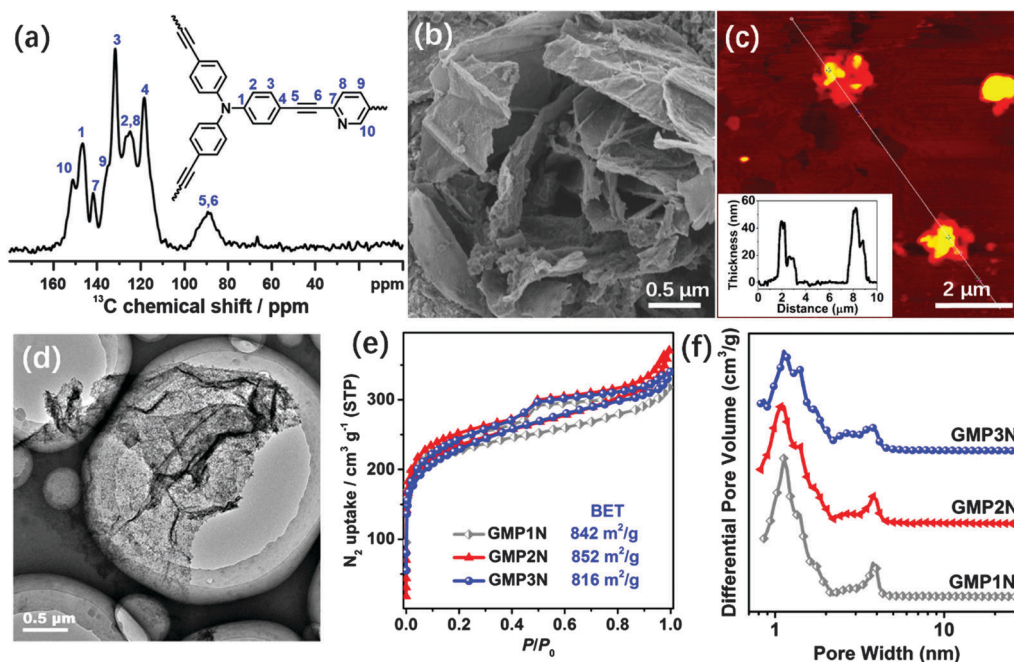 (a)
3
4
1
2,8
10
9
7
5,6
2 3
1 4 5 6
7 8 9
10
N
N
160 140 120 100 80 60 40 20 ppm
¹³C chemical shift / ppm
(b)
0.5 μm
(c)
Thickness (nm)
60
40
20
0
0 2 4 6 8 10
Distance (μm)
2 μm
(d)
0.5 μm
(e)
N₂ uptake / cm³ g⁻¹ (STP)
300
200
100
BET
GMP1N 842 m²/g
GMP2N 852 m²/g
GMP3N 816 m²/g
0.0 0.2 0.4 0.6 0.8 1.0
P/P₀
(f)
Differential Pore Volume (cm³/g)
GMP3N
GMP2N
GMP1N
1 10
Pore Width (nm)